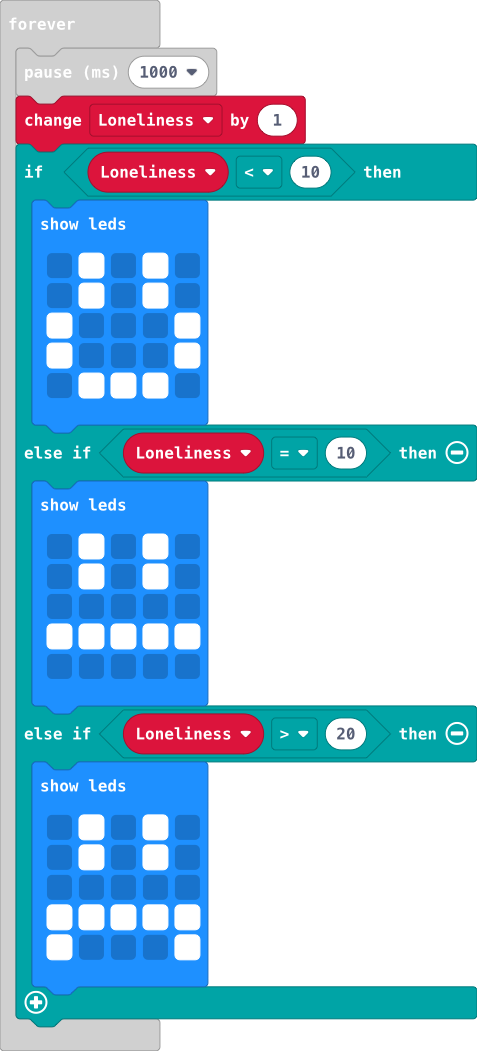 forever
pause (ms) 1000
change Loneliness by 1
if Loneliness < 10 then
show leds
else if Loneliness = 10 then
show leds
else if Loneliness > 20 then
show leds